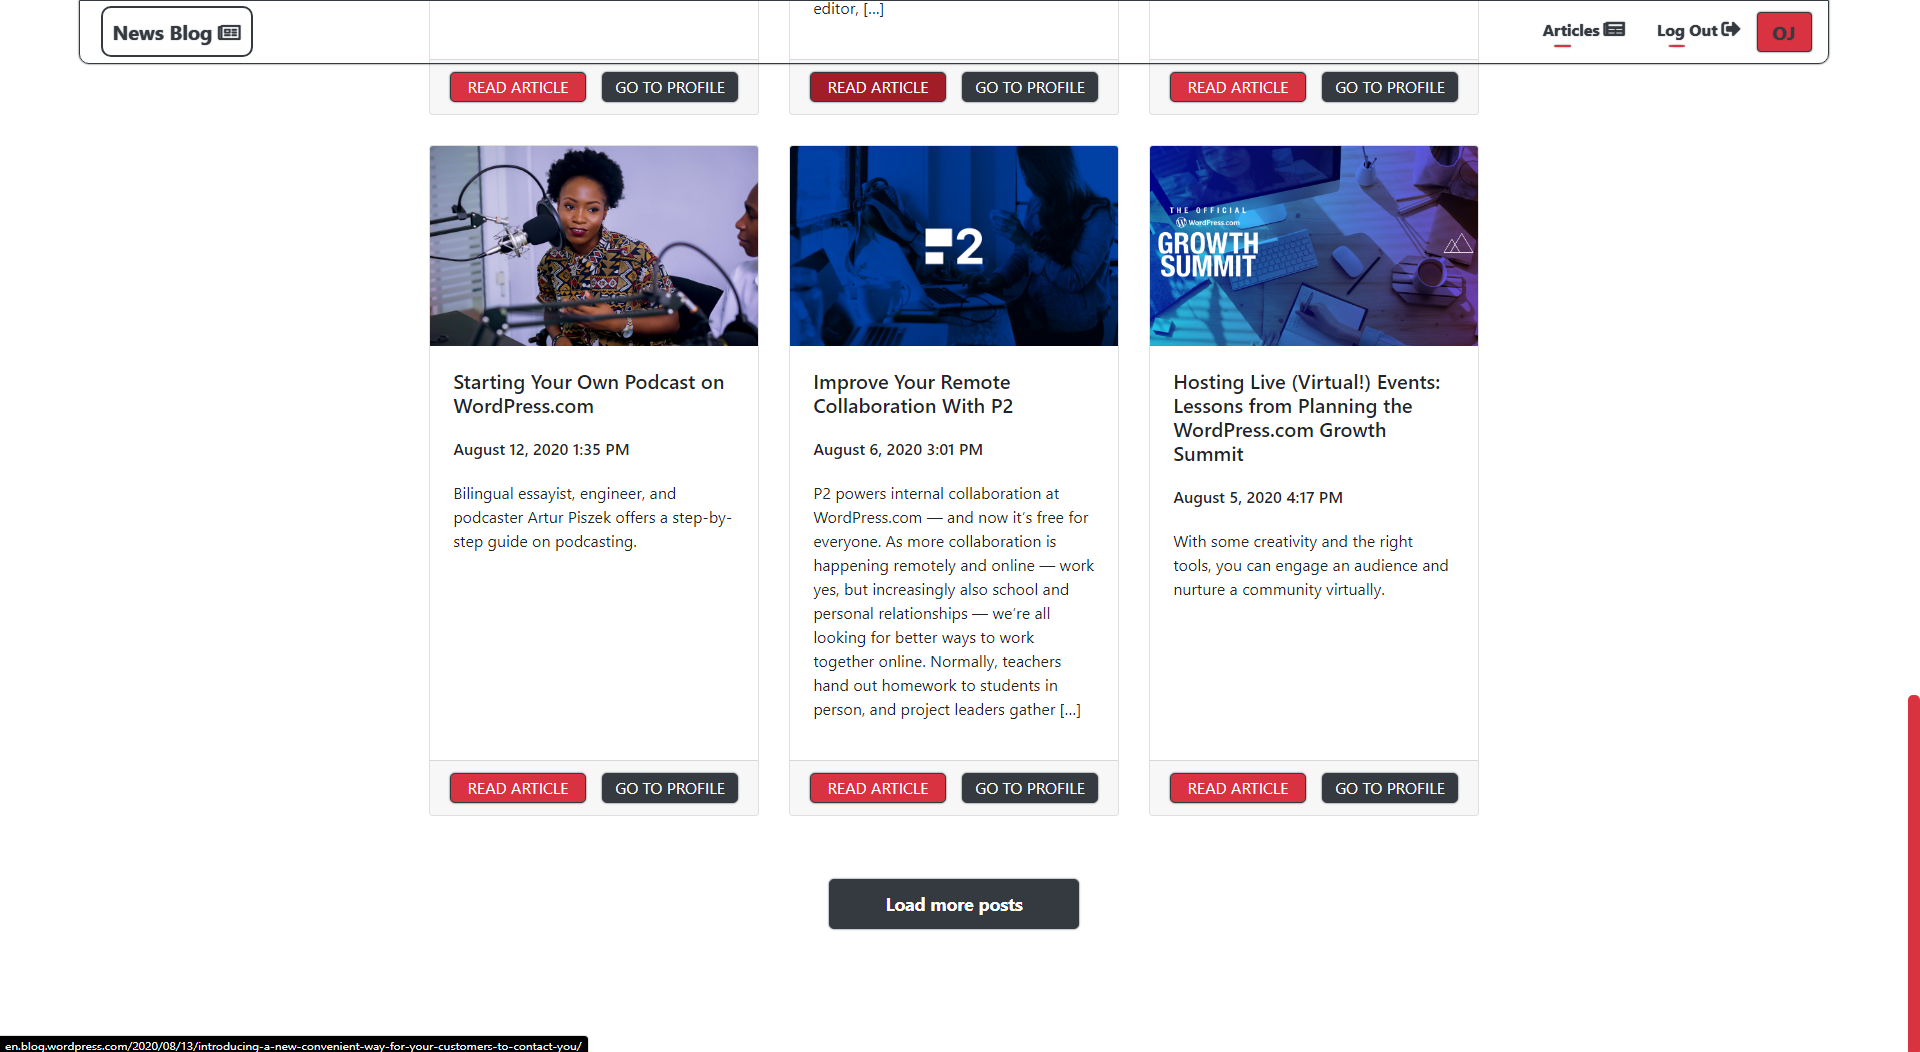 editor, [...]
News Blog
Articles
Log Out
OJ
READ ARTICLE
GO TO PROFILE
READ ARTICLE
GO TO PROFILE
READ ARTICLE
GO TO PROFILE
P2
THE OFFICIAL
WordPress.com
GROWTH
SUMMIT
Starting Your Own Podcast on
WordPress.com
August 12, 2020 1:35 PM
Bilingual essayist, engineer, and
podcaster Artur Piszek offers a step-by-
step guide on podcasting.
Improve Your Remote
Collaboration With P2
August 6, 2020 3:01 PM
P2 powers internal collaboration at
WordPress.com — and now it’s free for
everyone. As more collaboration is
happening remotely and online — work
yes, but increasingly also school and
personal relationships — we’re all
looking for better ways to work
together online. Normally, teachers
hand out homework to students in
person, and project leaders gather [...]
Hosting Live (Virtual!) Events:
Lessons from Planning the
WordPress.com Growth
Summit
August 5, 2020 4:17 PM
With some creativity and the right
tools, you can engage an audience and
nurture a community virtually.
READ ARTICLE
GO TO PROFILE
READ ARTICLE
GO TO PROFILE
READ ARTICLE
GO TO PROFILE
Load more posts
en.blog.wordpress.com/2020/08/13/introducing-a-new-convenient-way-for-your-customers-to-contact-you/